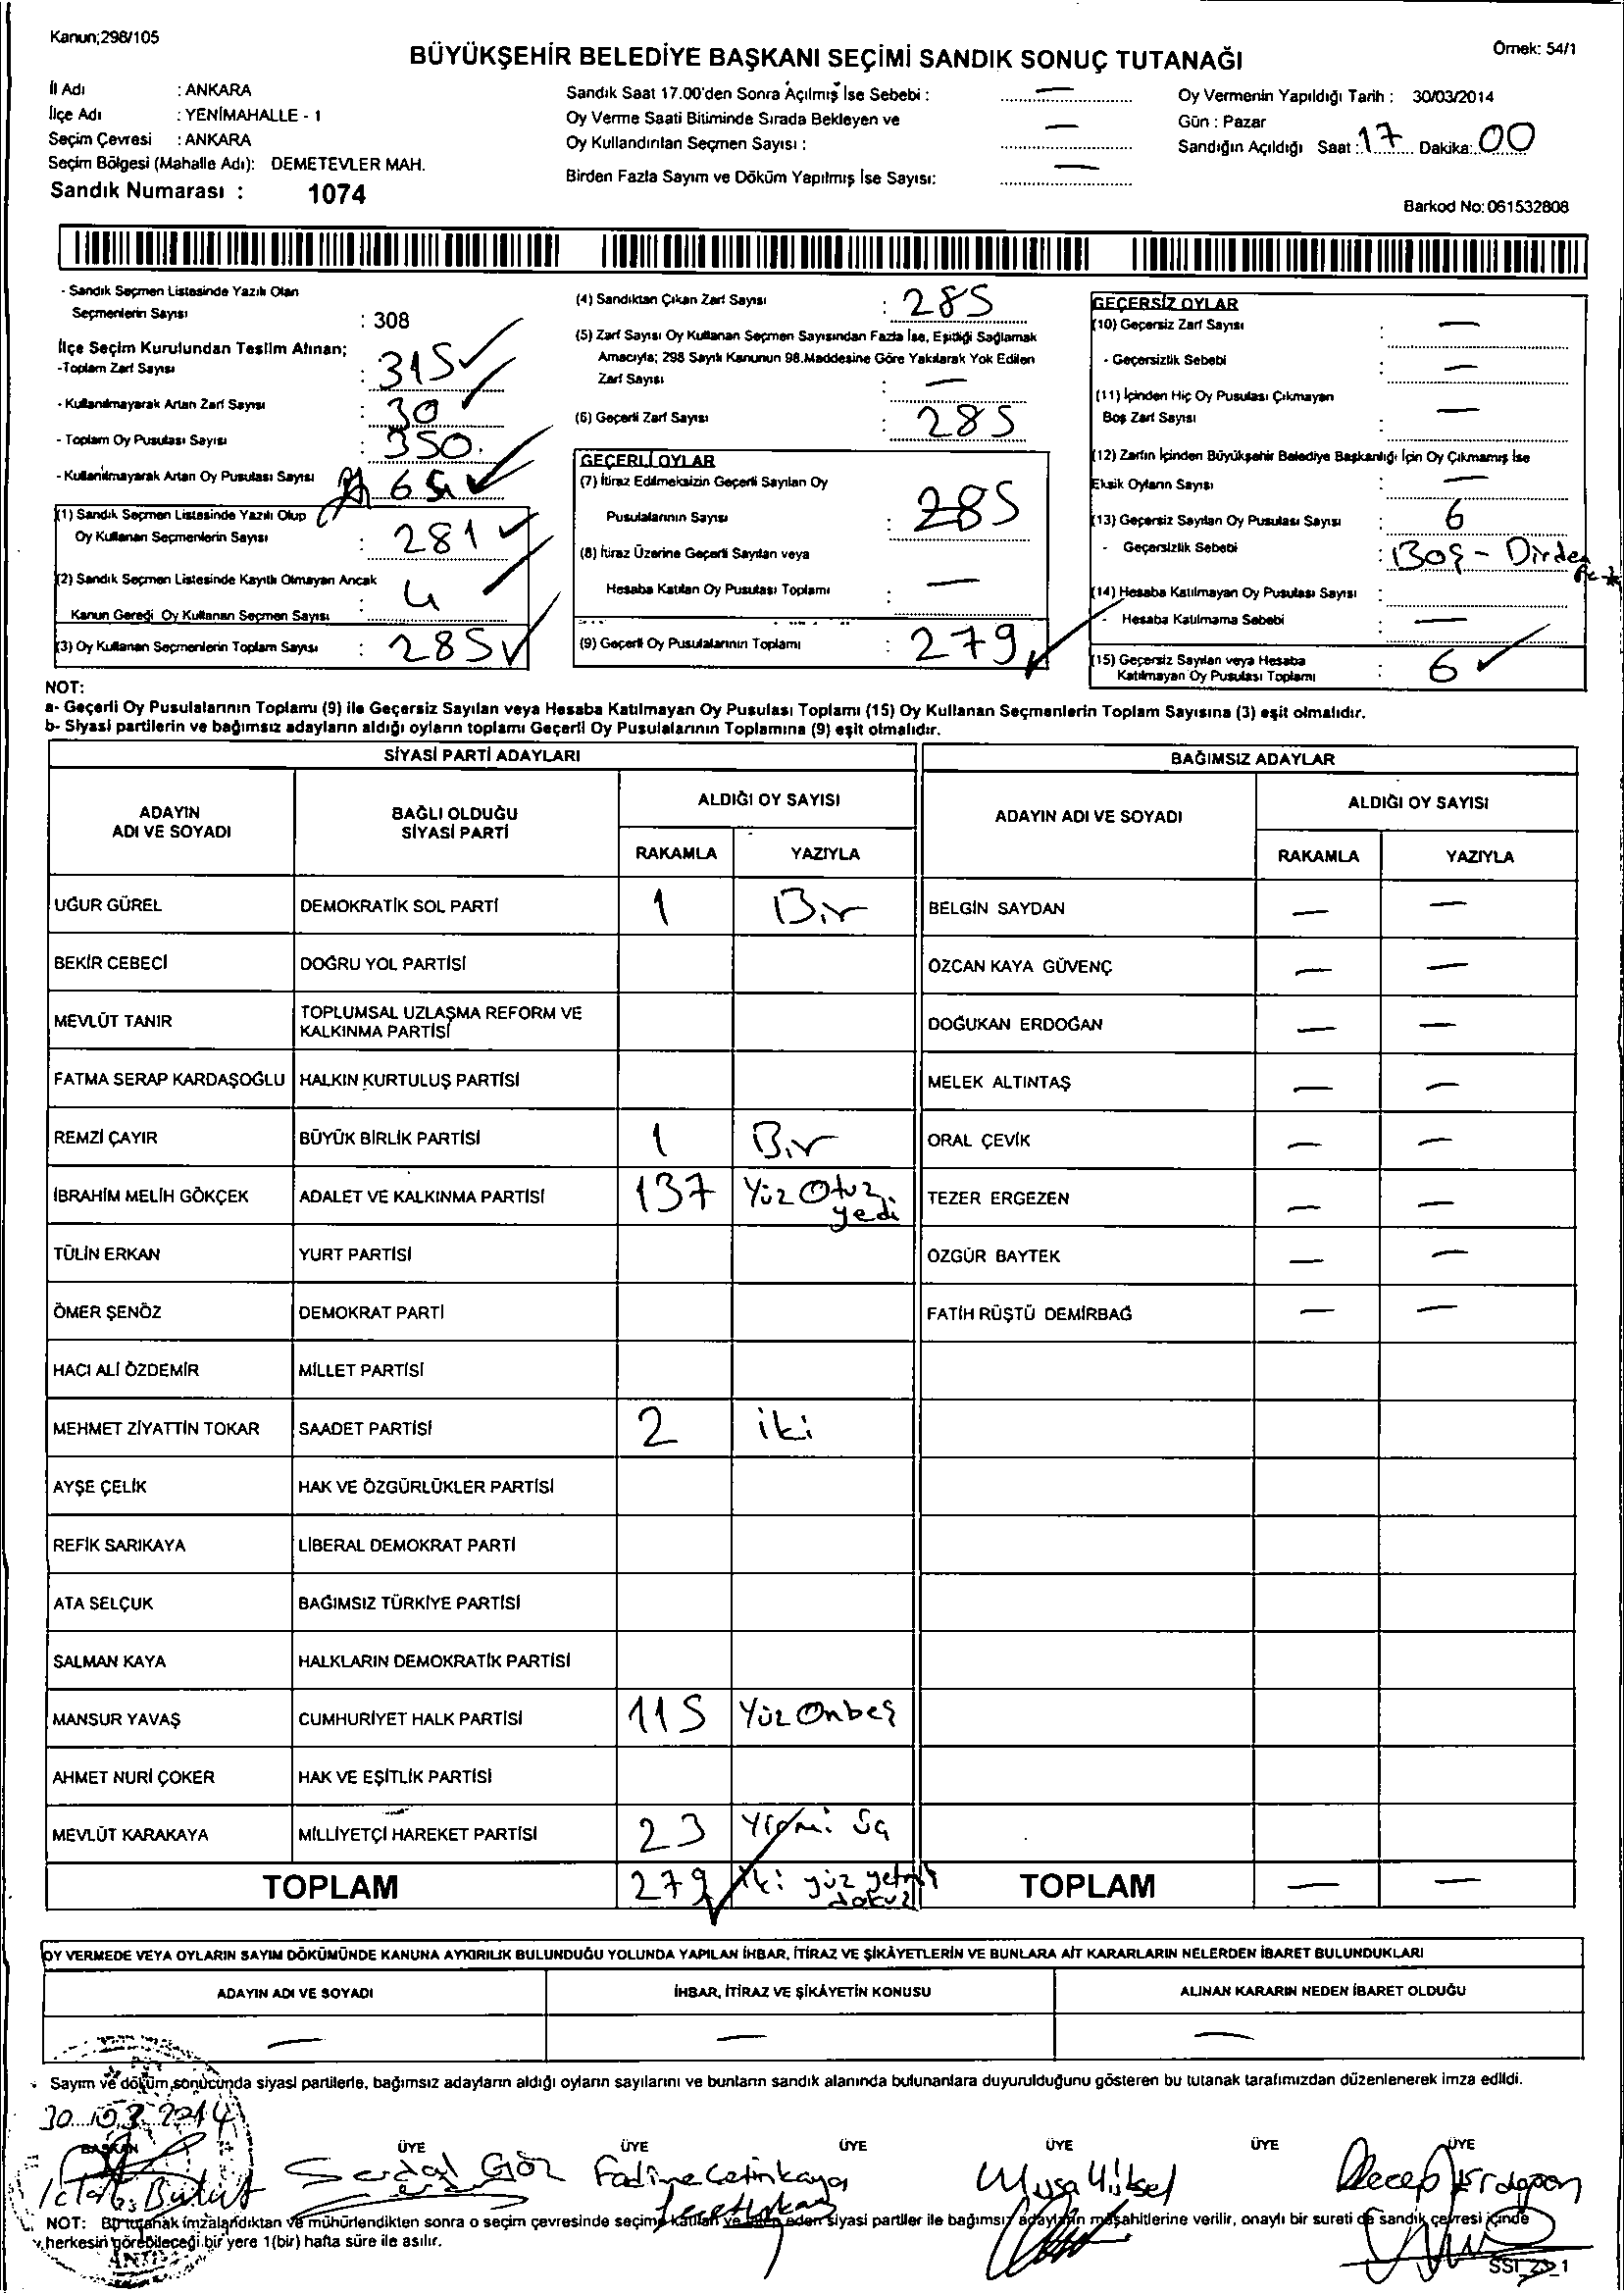 Kanun;298/105
Örnek: 54/1
BÜYÜKŞEHİR BELEDİYE BAŞKANI SEÇİMİ SANDIK SONUÇ TUTANAĞI
İl Adı : ANKARA
İlçe Adı : YENİMAHALLE - 1
Seçim Çevresi : ANKARA
Seçim Bölgesi (Mahalle Adı): DEMETEVLER MAH.
Sandık Numarası : 1074
Sandık Saat 17.00'den Sonra Açılmış İse Sebebi : —
Oy Verme Saati Bitiminde Sırada Bekleyen ve
Oy Kullandırılan Seçmen Sayısı : —
Birden Fazla Sayım ve Döküm Yapılmış İse Sayısı: —
Oy Vermenin Yapıldığı Tarih : 30/03/2014
Gün : Pazar
Sandığın Açıldığı Saat : 17 Dakika: 00
Barkod No: 061532808
- Sandık Seçmen Listesinde Yazılı Olan
Seçmenlerin Sayısı : 308
İlçe Seçim Kurulundan Teslim Alınan;
-Toplam Zarf Sayısı : 315
- Kullanılmayarak Artan Zarf Sayısı : 30
- Toplam Oy Pusulası Sayısı : 350
- Kullanılmayarak Artan Oy Pusulası Sayısı 65
(1) Sandık Seçmen Listesinde Yazılı Olup
Oy Kullanan Seçmenlerin Sayısı : 281
(2) Sandık Seçmen Listesinde Kayıtlı Olmayan Ancak
Kanun Gereği Oy Kullanan Seçmen Sayısı : 4
(3) Oy Kullanan Seçmenlerin Toplam Sayısı : 285
(4) Sandıktan Çıkan Zarf Sayısı : 285
(5) Zarf Sayısı Oy Kullanan Seçmen Sayısından Fazla İse, Eşitliği Sağlamak
Amacıyla; 298 Sayılı Kanunun 98.Maddesine Göre Yakılarak Yok Edilen
Zarf Sayısı : —
(6) Geçerli Zarf Sayısı : 285
GEÇERLİ OYLAR
(7) İtiraz Edilmeksizin Geçerli Sayılan Oy
Pusulalarının Sayısı : 285
(8) İtiraz Üzerine Geçerli Sayılan veya
Hesaba Katılan Oy Pusulası Toplamı : —
(9) Geçerli Oy Pusulalarının Toplamı : 279
GEÇERSİZ OYLAR
(10) Geçersiz Zarf Sayısı : —
- Geçersizlik Sebebi : —
(11) İçinden Hiç Oy Pusulası Çıkmayan
Boş Zarf Sayısı : —
(12) Zarfın İçinden Büyükşehir Belediye Başkanlığı İçin Oy Çıkmamış İse
Eksik Oyların Sayısı : —
(13) Geçersiz Sayılan Oy Pusulası Sayısı : 6
- Geçersizlik Sebebi : Boş -
(14) Hesaba Katılmayan Oy Pusulası Sayısı :
- Hesaba Katılmama Sebebi : —
(15) Geçersiz Sayılan veya Hesaba
Katılmayan Oy Pusulası Toplamı : 6
NOT:
a- Geçerli Oy Pusulalarının Toplamı (9) ile Geçersiz Sayılan veya Hesaba Katılmayan Oy Pusulası Toplamı (15) Oy Kullanan Seçmenlerin Toplam Sayısına (3) eşit olmalıdır.
b- Siyasi partilerin ve bağımsız adayların aldığı oyların toplamı Geçerli Oy Pusulalarının Toplamına (9) eşit olmalıdır.
SİYASİ PARTİ ADAYLARI
BAĞIMSIZ ADAYLAR
ADAYIN ADI VE SOYADI
BAĞLI OLDUĞU SİYASİ PARTİ
ALDIĞI OY SAYISI
RAKAMLA YAZIYLA
ADAYIN ADI VE SOYADI
ALDIĞI OY SAYISI
RAKAMLA YAZIYLA
UĞUR GÜREL DEMOKRATİK SOL PARTİ 1 Bir BELGİN SAYDAN — —
BEKİR CEBECİ DOĞRU YOL PARTİSİ ÖZCAN KAYA GÜVENÇ — —
MEVLÜT TANIR TOPLUMSAL UZLAŞMA REFORM VE KALKINMA PARTİSİ DOĞUKAN ERDOĞAN — —
FATMA SERAP KARDAŞOĞLU HALKIN KURTULUŞ PARTİSİ MELEK ALTINTAŞ — —
REMZİ ÇAYIR BÜYÜK BİRLİK PARTİSİ 1 Bir ORAL ÇEVİK — —
İBRAHİM MELİH GÖKÇEK ADALET VE KALKINMA PARTİSİ 137 Yüz Otuz yedi TEZER ERGEZEN — —
TÜLİN ERKAN YURT PARTİSİ ÖZGÜR BAYTEK — —
ÖMER ŞENÖZ DEMOKRAT PARTİ FATİH RÜŞTÜ DEMİRBAĞ — —
HACI ALİ ÖZDEMİR MİLLET PARTİSİ
MEHMET ZİYATTİN TOKAR SAADET PARTİSİ 2 iki
AYŞE ÇELİK HAK VE ÖZGÜRLÜKLER PARTİSİ
REFİK SARIKAYA LİBERAL DEMOKRAT PARTİ
ATA SELÇUK BAĞIMSIZ TÜRKİYE PARTİSİ
SALMAN KAYA HALKLARIN DEMOKRATİK PARTİSİ
MANSUR YAVAŞ CUMHURİYET HALK PARTİSİ 115 Yüz Onbeş
AHMET NURİ ÇOKER HAK VE EŞİTLİK PARTİSİ
MEVLÜT KARAKAYA MİLLİYETÇİ HAREKET PARTİSİ 23 Yirmi
TOPLAM 279 iki yüz yetmiş dokuz TOPLAM — —
OY VERMEDE VEYA OYLARIN SAYIM DÖKÜMÜNDE KANUNA AYKIRILIK BULUNDUĞU YOLUNDA YAPILAN İHBAR, İTİRAZ VE ŞİKÂYETLERİN VE BUNLARA AİT KARARLARIN NELERDEN İBARET BULUNDUKLARI
ADAYIN ADI VE SOYADI İHBAR, İTİRAZ VE ŞİKÂYETİN KONUSU ALINAN KARARIN NEDEN İBARET OLDUĞU
— — —
Sayım ve döküm sonucunda siyasi partilerle, bağımsız adayların aldığı oyların sayılarını ve bunların sandık alanında bulunanlara duyurulduğunu gösteren bu tutanak tarafımızdan düzenlenerek imza edildi.
30.03.2014
BAŞKAN ÜYE ÜYE ÜYE ÜYE ÜYE ÜYE
Bulut Serdal Göz Fadime Cetinkaya Musa Yüksel Recep Erdogan
NOT: Bu tutanak imzalandıktan ve mühürlendikten sonra o seçim çevresinde seçime katılan ve talep eden siyasi partiler ile bağımsız adayların müşahitlerine verilir, onaylı bir sureti de sandık çevresi içinde
herkesin görebileceği bir yere 1(bir) hafta süre ile asılır.